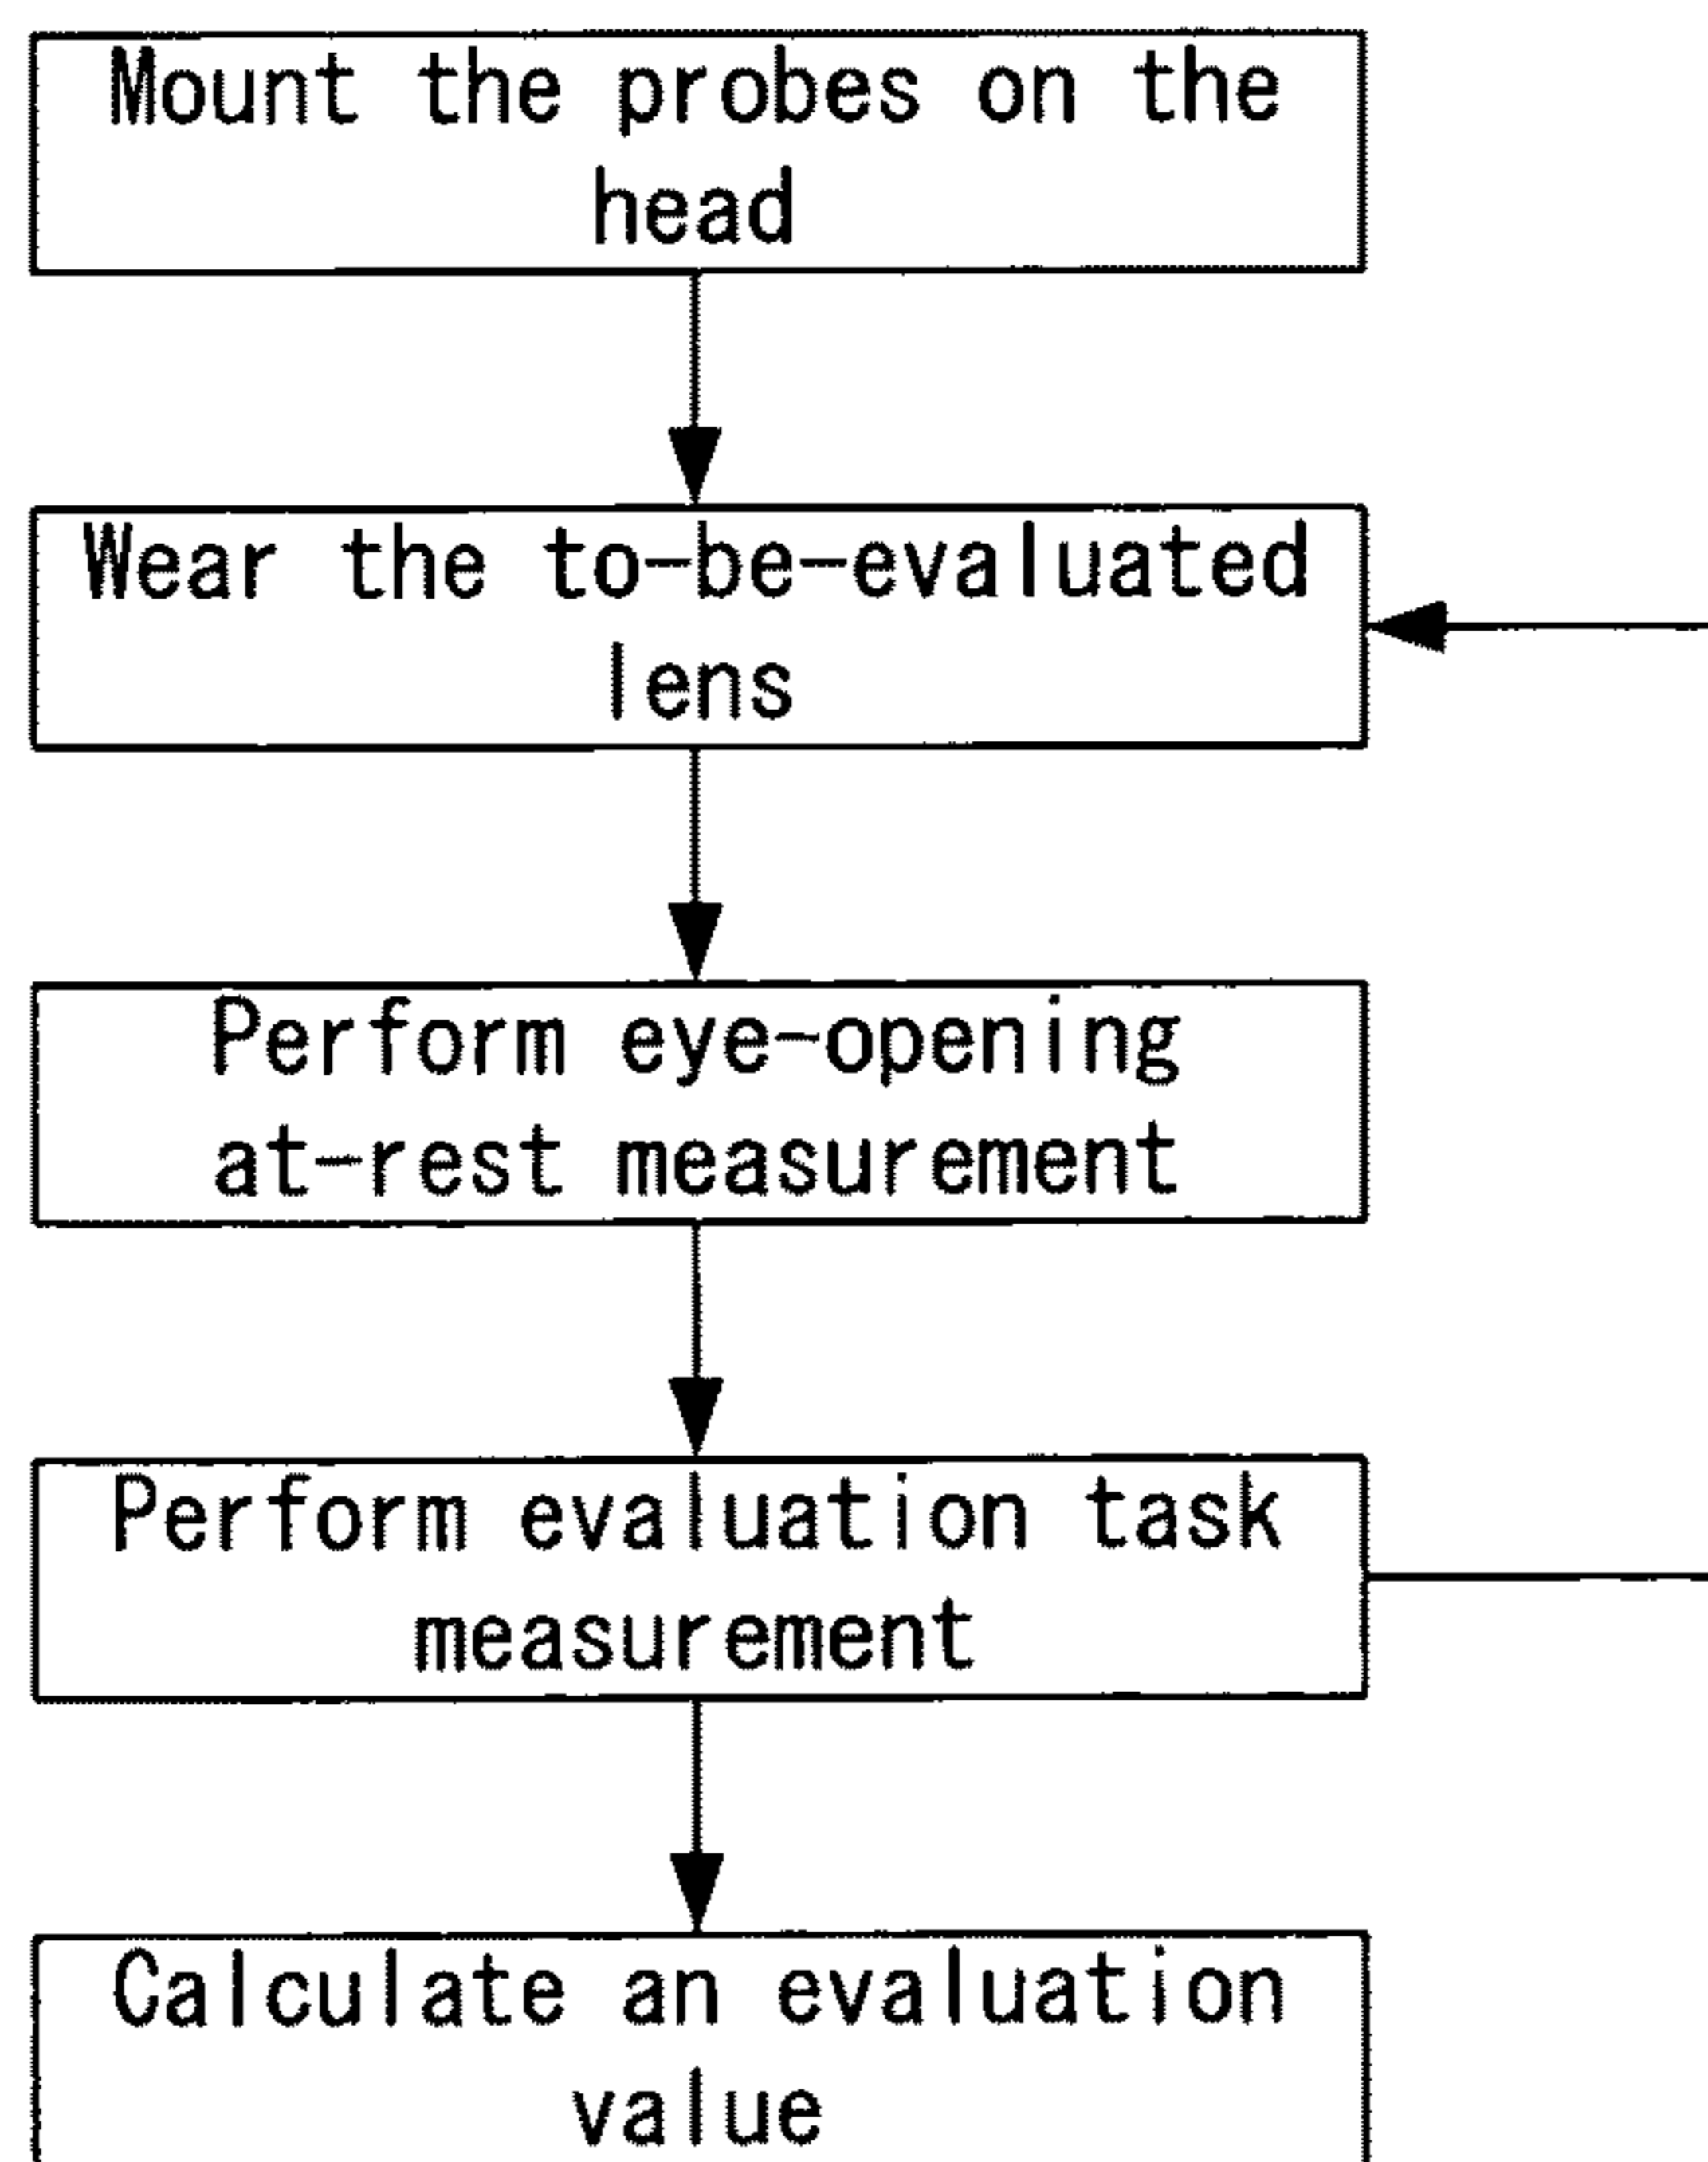 Mount the probes on the
head
Wear the to-be-evaluated
lens
Perform eye-opening
at-rest measurement
Perform evaluation task
measurement
Calculate an evaluation
value